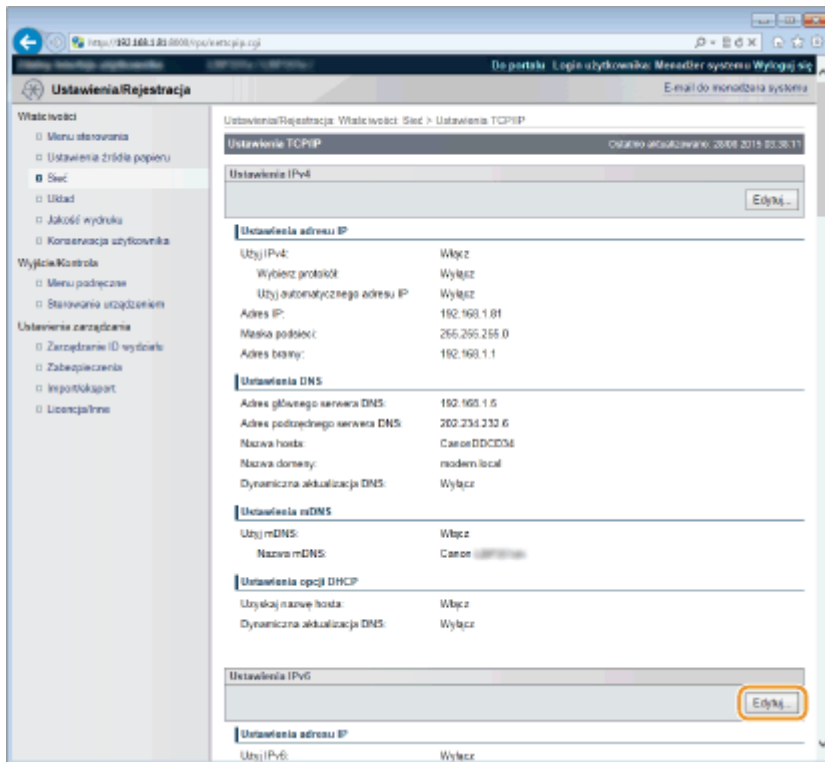 Do portalu Login użytkownika: Menedżer systemu Wyloguj się
Ustawienia/Rejestracja
E-mail do menedżera systemu
Właściwości
Menu sterowania
Ustawienia źródła papieru
Sieć
Układ
Jakość wydruku
Konserwacja użytkownika
Wyjście/Kontrola
Menu podręczne
Sterowanie urządzeniem
Ustawienia zarządzania
Zarządzanie ID wydziału
Zabezpieczenia
Import/eksport
Licencja/Inne
Ustawienia/Rejestracja: Właściwości: Sieć > Ustawienia TCP/IP
Ustawienia TCP/IP
Ostatnio aktualizowano: 28/08 2015 03:38:11
Ustawienia IPv4
Edytuj...
Ustawienia adresu IP
Użyj IPv4: Włącz
Wybierz protokół: Wyłącz
Użyj automatycznego adresu IP Wyłącz
Adres IP: 192.168.1.81
Maska podsieci: 255.255.255.0
Adres bramy: 192.168.1.1
Ustawienia DNS
Adres głównego serwera DNS: 192.168.1.6
Adres podrzędnego serwera DNS: 202.234.232.6
Nazwa hosta: CanonDDCD34
Nazwa domeny: modem.local
Dynamiczna aktualizacja DNS: Wyłącz
Ustawienia mDNS
Użyj mDNS: Włącz
Nazwa mDNS: Canon
Ustawienia opcji DHCP
Uzyskaj nazwę hosta: Włącz
Dynamiczna aktualizacja DNS: Wyłącz
Ustawienia IPv6
Edytuj...
Ustawienia adresu IP
Użyj IPv6: Wyłącz